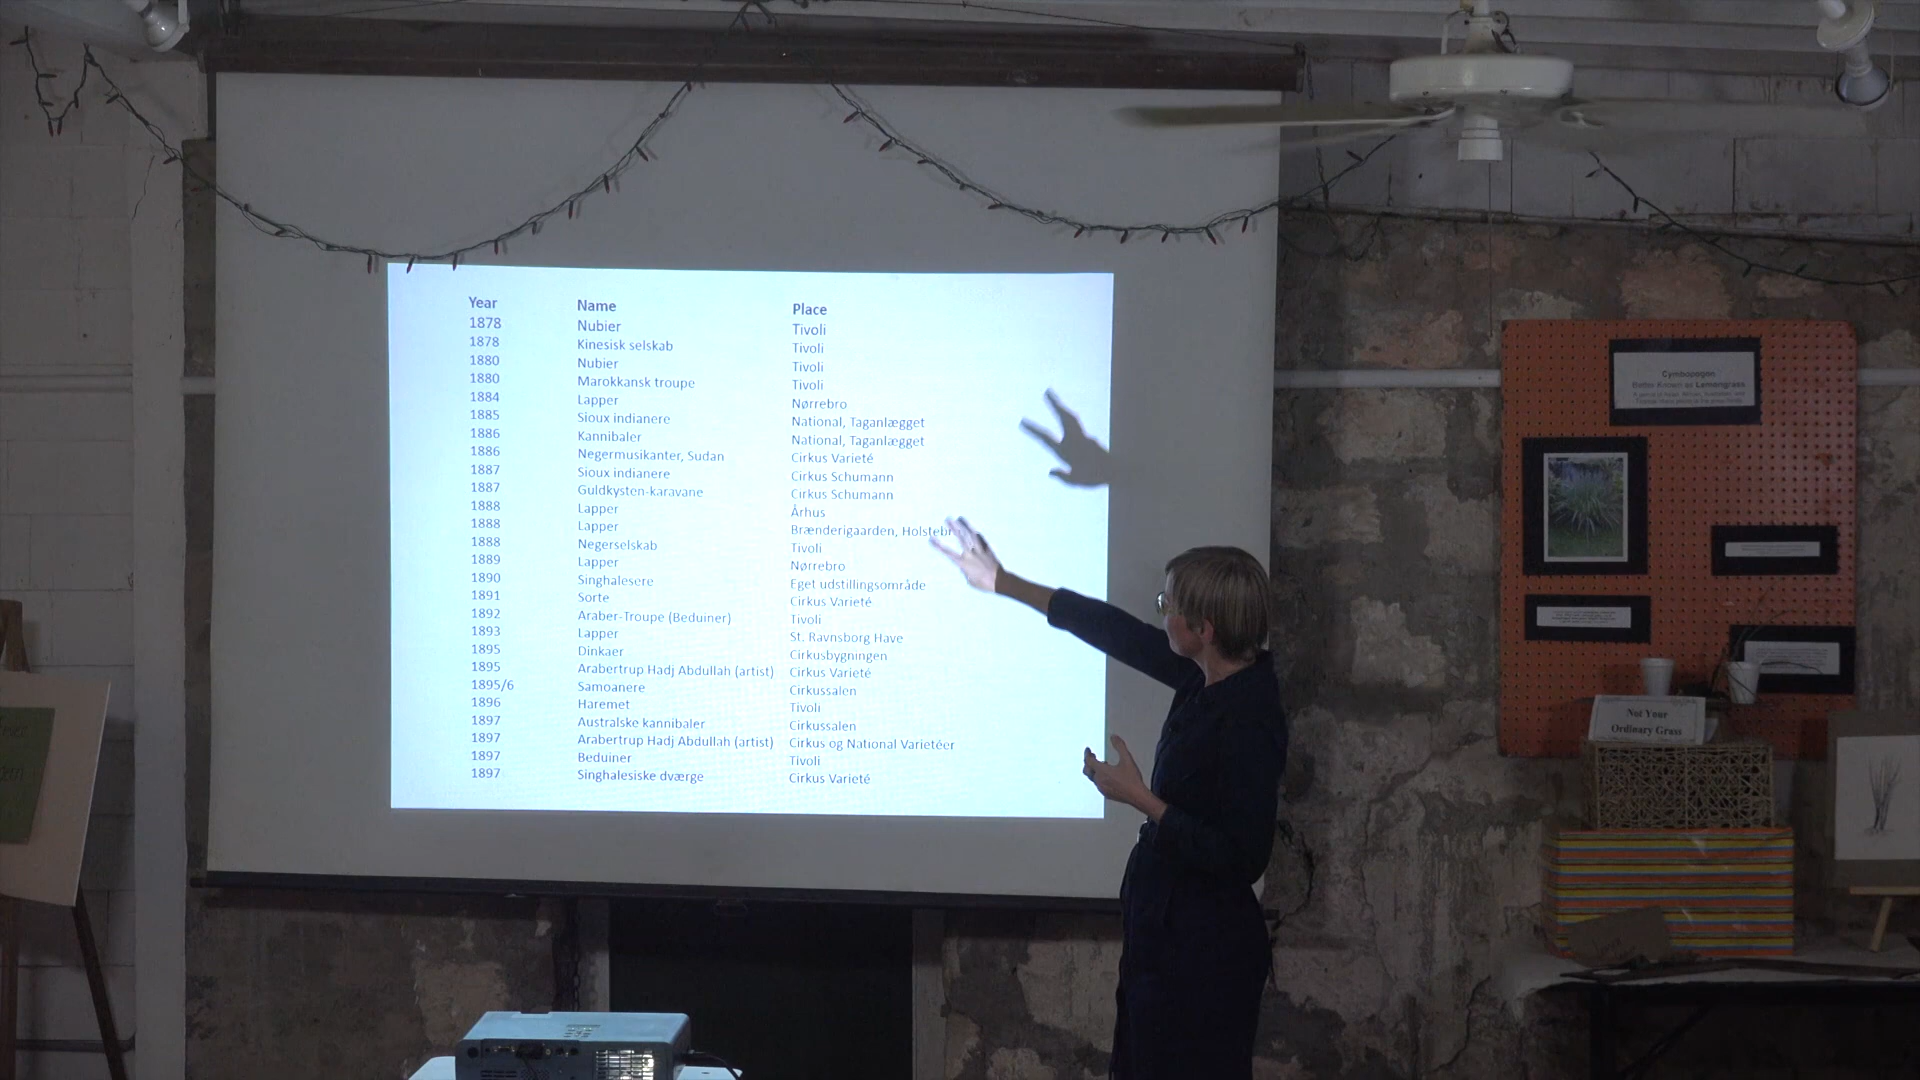 Year Name Place
1878 Nubier Tivoli
1878 Kinesisk selskab Tivoli
1880 Nubier Tivoli
1880 Marokkansk troupe Tivoli
1884 Lapper Nørrebro
1885 Sioux indianere National, Taganlægget
1886 Kannibaler National, Taganlægget
1886 Negermusikanter, Sudan Cirkus Varieté
1887 Sioux indianere Cirkus Schumann
1887 Guldkysten-karavane Cirkus Schumann
1888 Lapper Århus
1888 Lapper Brænderigaarden,
1888 Negerselskab Tivoli
1889 Lapper Nørrebro
1890 Singhalesere Eget udstillingsområde
1891 Sorte Cirkus Varieté
1892 Araber-Troupe (Beduiner) Tivoli
1893 Lapper St. Ravnsborg Have
1895 Dinkaer Cirkusbygningen
1895 Arabertrup Hadj Abdullah (artist) Cirkus Varieté
1895/6 Samoanere Cirkussalen
1896 Haremet Tivoli
1897 Australske kannibaler Cirkussalen
1897 Arabertrup Hadj Abdullah (artist) Cirkus og National Varietéer
1897 Beduiner Tivoli
1897 Singhalesiske dværge Cirkus Varieté
Cymbopogon
Better Known as Lemongrass
Not Your
Ordinary Grass